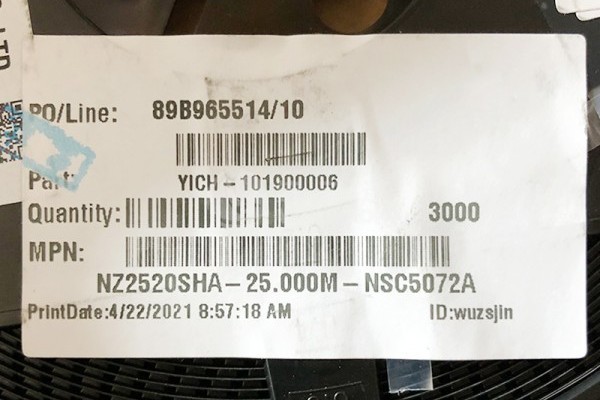 PO/Line: 89B965514/10
Part: YICH-101900006
Quantity: 3000
MPN:
NZ2520SHA-25.000M-NSC5072A
PrintDate:4/22/2021 8:57:18 AM ID:wuzsjin
LTD